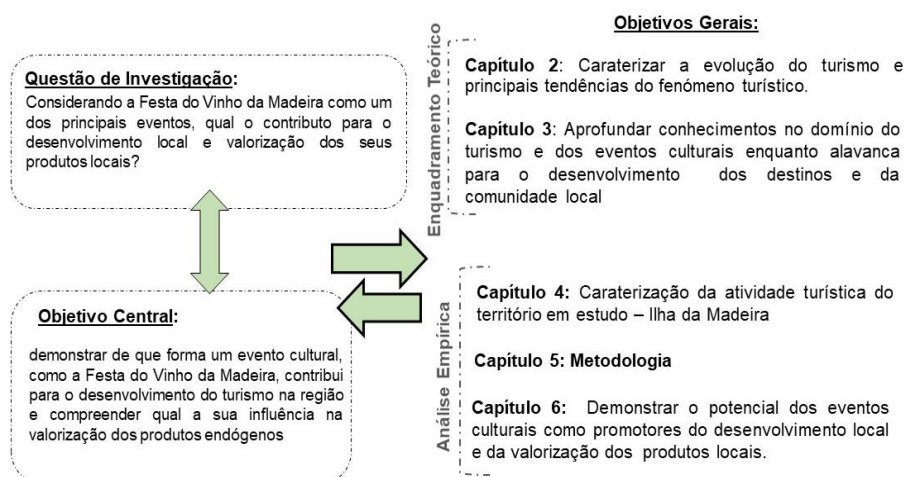 Questão de Investigação:
Considerando a Festa do Vinho da Madeira como um
dos principais eventos, qual o contributo para o
desenvolvimento local e valorização dos seus
produtos locais?
Objetivo Central:
demonstrar de que forma um evento cultural,
como a Festa do Vinho da Madeira, contribui
para o desenvolvimento do turismo na região
e compreender qual a sua influência na
valorização dos produtos endógenos
Objetivos Gerais:
Enquadramento Teórico
Capítulo 2: Caraterizar a evolução do turismo e
principais tendências do fenómeno turístico.
Capítulo 3: Aprofundar conhecimentos no domínio do
turismo e dos eventos culturais enquanto alavanca
para o desenvolvimento dos destinos e da
comunidade local
Análise Empírica
Capítulo 4: Caraterização da atividade turística do
território em estudo – Ilha da Madeira
Capítulo 5: Metodologia
Capítulo 6: Demonstrar o potencial dos eventos
culturais como promotores do desenvolvimento local
e da valorização dos produtos locais.